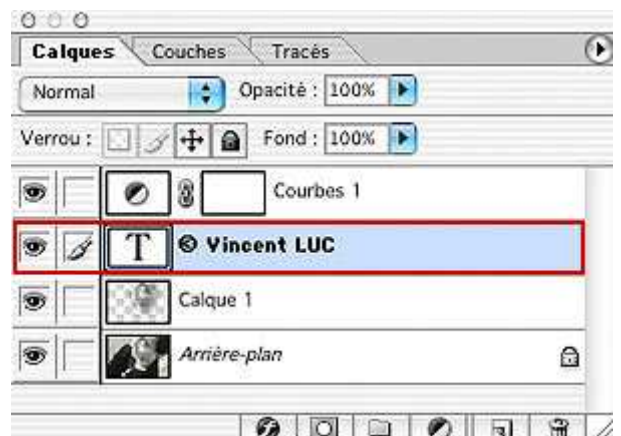 Calques Couches Tracés
Normal Opacité : 100%
Verrou : Fond : 100%
Courbes 1
T © Vincent LUC
Calque 1
Arrière-plan